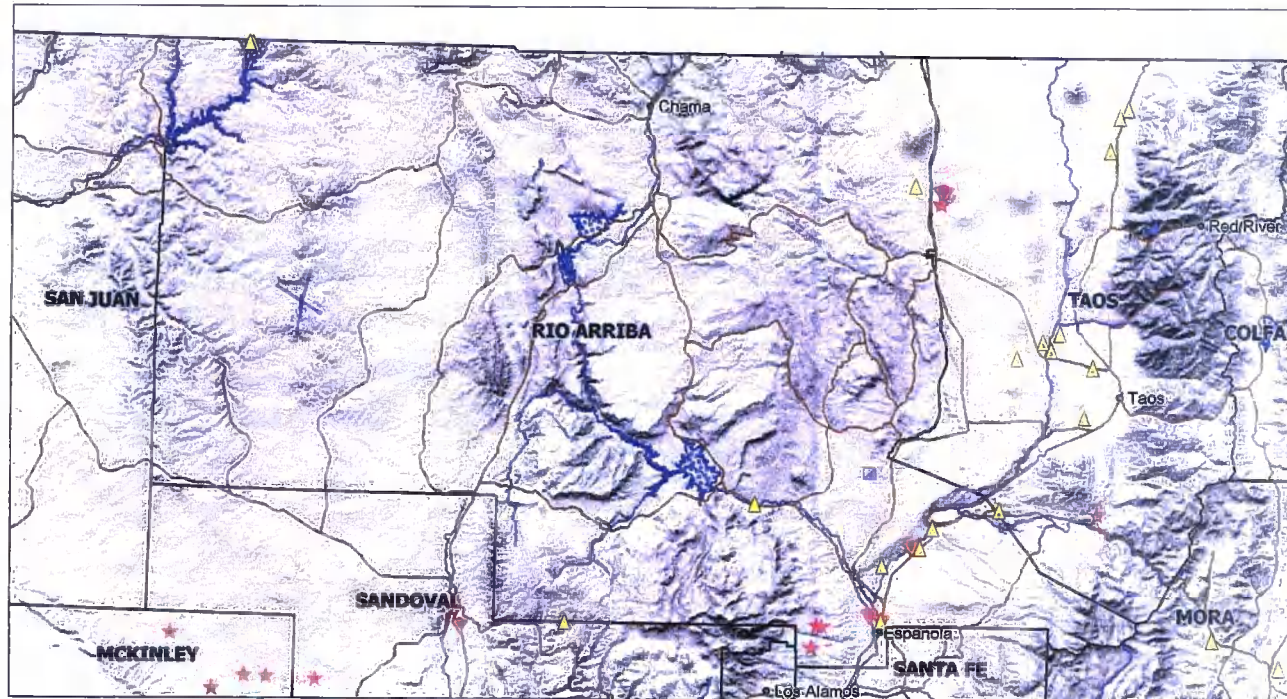 Chama
Red/River
SAN JUAN
TAOS
RIO ARRIBA
COLFA
Taos
SANDOVAL
MORA
MCKINLEY
Espanola
SANTA FE
Los Alamos